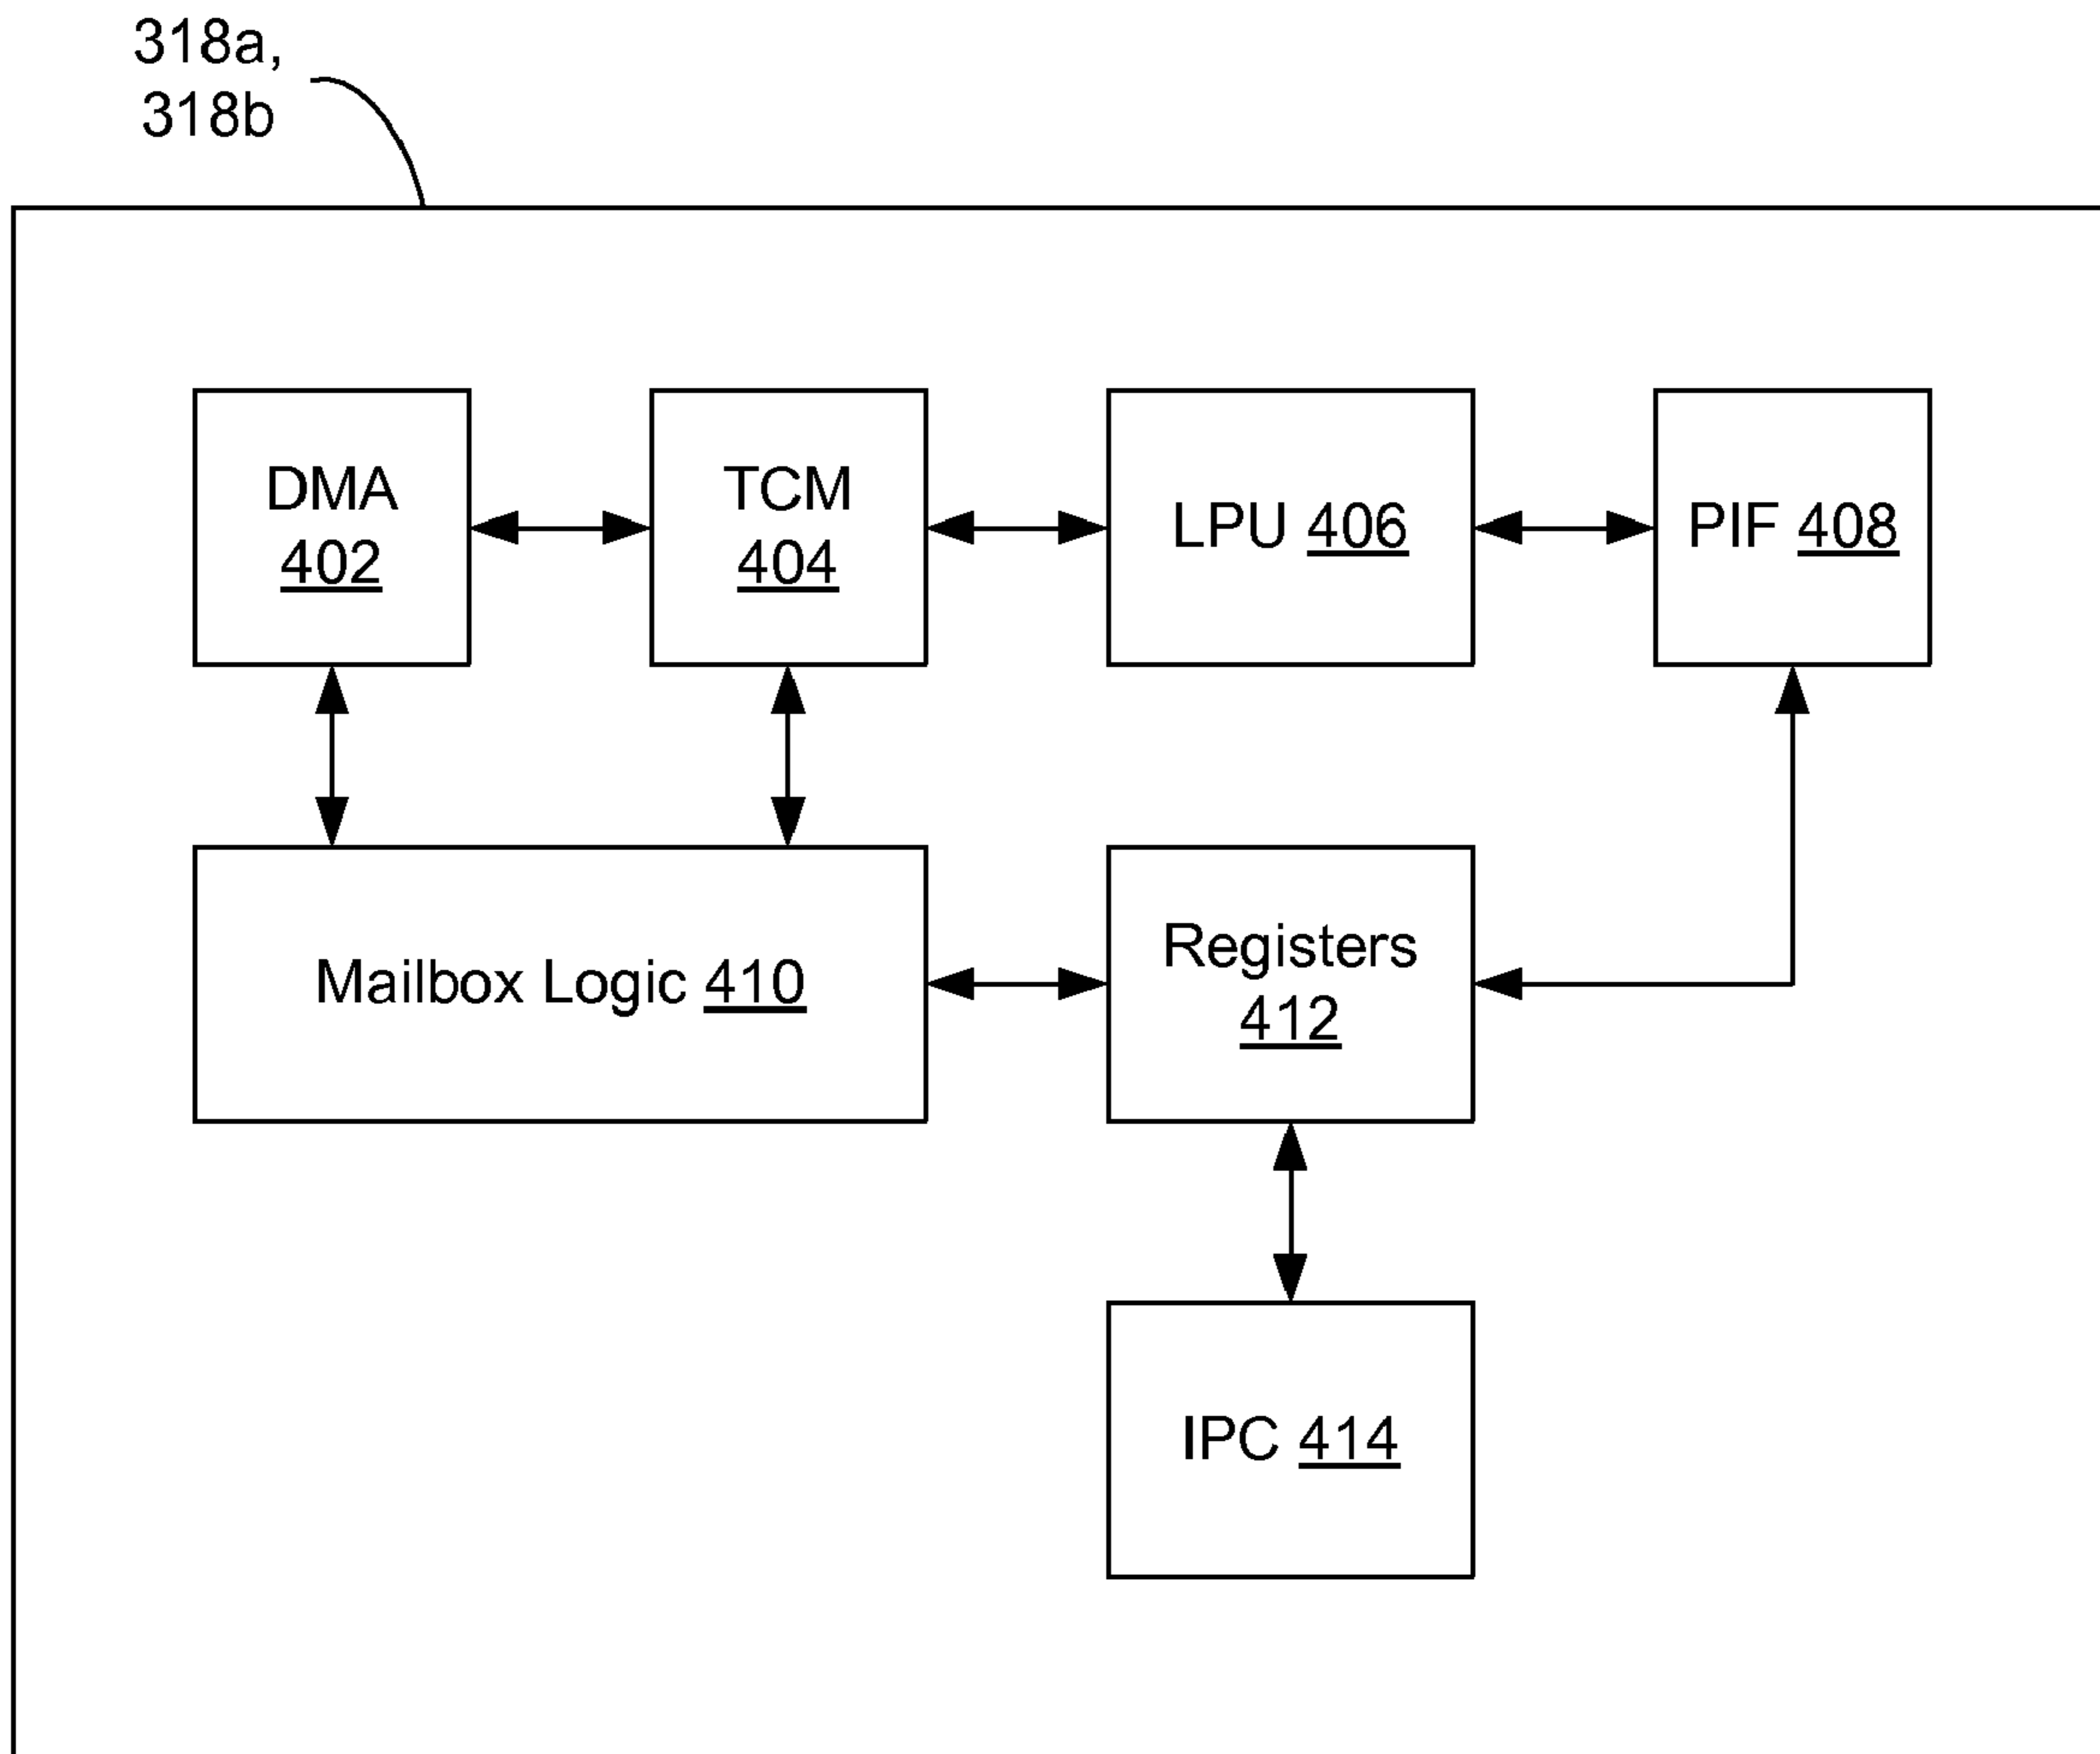 318a,
318b
DMA
402
TCM
404
LPU 406
PIF 408
Mailbox Logic 410
Registers
412
IPC 414